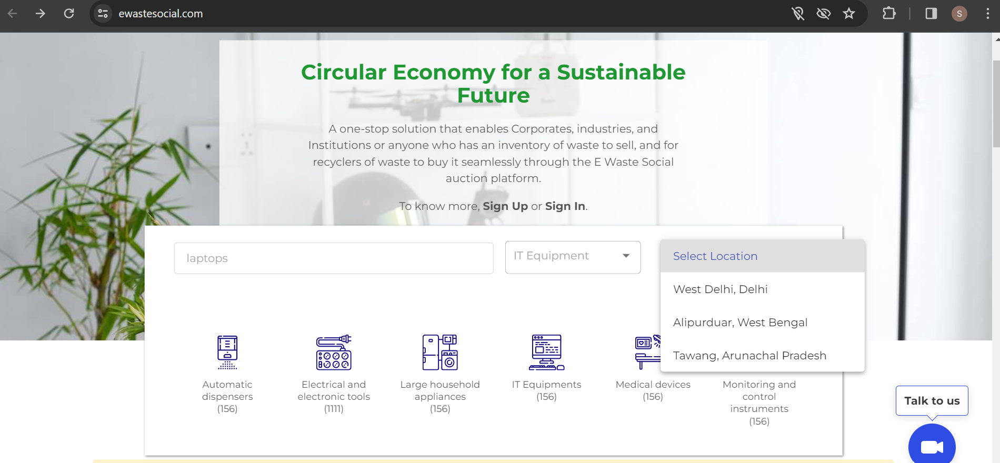 ewastesocial.com
S
Circular Economy for a Sustainable
Future
A one-stop solution that enables Corporates, industries, and
Institutions or anyone who has an inventory of waste to sell, and for
recyclers of waste to buy it seamlessly through the E Waste Social
auction platform.
To know more, Sign Up or Sign In.
laptops
IT Equipment
Select Location
West Delhi, Delhi
Alipurduar, West Bengal
Tawang, Arunachal Pradesh
Automatic
dispensers
(156)
Electrical and
electronic tools
(1111)
Large household
appliances
(156)
IT Equipments
(156)
Medical devices
(156)
Monitoring and
control
instruments
(156)
Talk to us